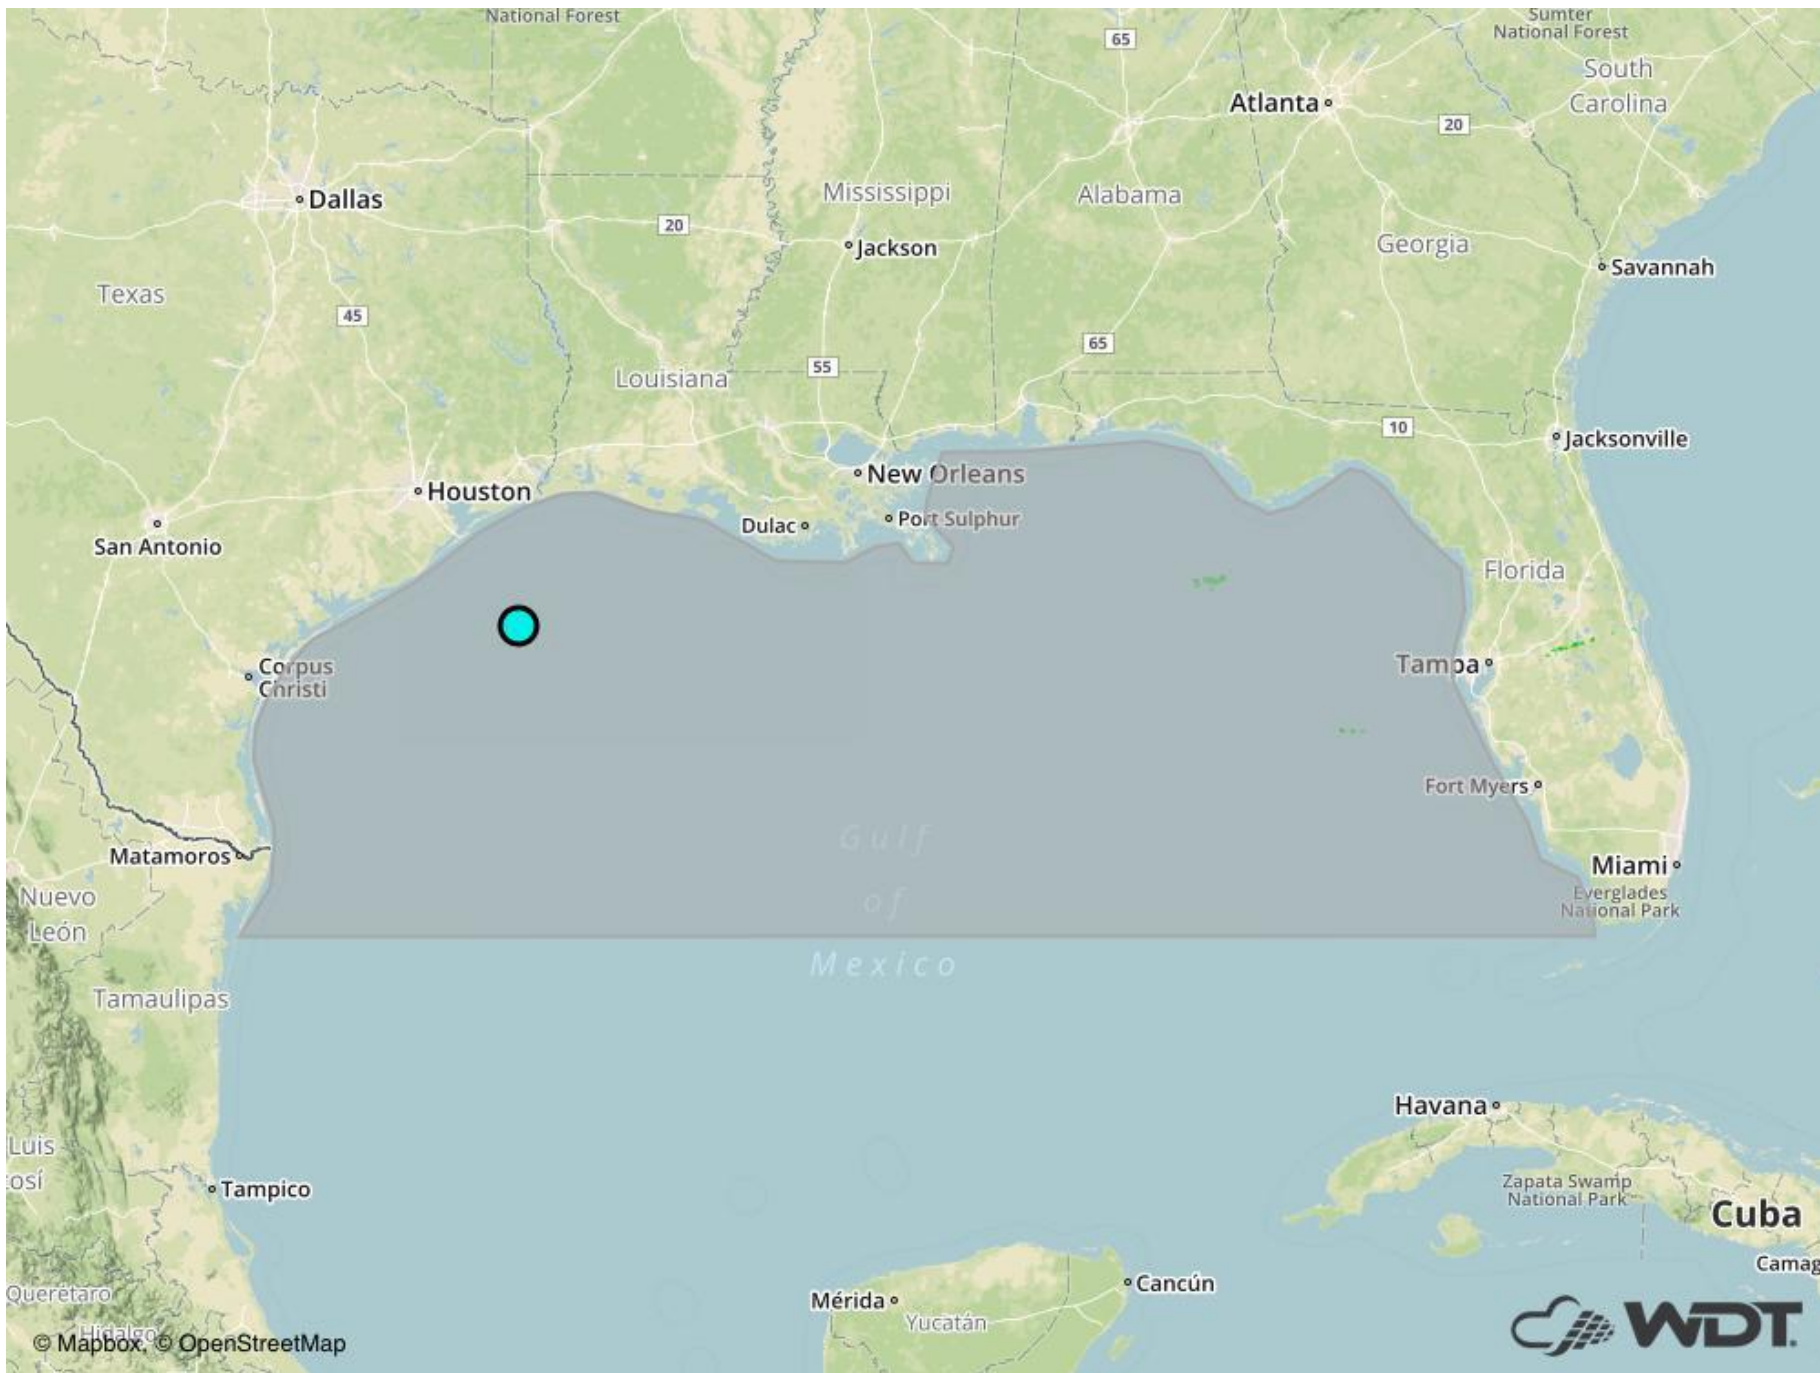 National Forest
65
Sumter
National Forest
South
Carolina
Atlanta
20
Dallas
Mississippi
Alabama
20
Jackson
Georgia
Savannah
Texas
45
65
55
Louisiana
10
Jacksonville
New Orleans
Houston
Dulac
Port Sulphur
San Antonio
Florida
Tampa
Corpus
Christi
Fort Myers
Gulf
of
Mexico
Matamoros
Miami
Everglades
National Park
Nuevo
León
Tamaulipas
Havana
Luis
osí
Tampico
Zapata Swamp
National Park
Cuba
Camag
Cancún
Mérida
Yucatán
Querétaro
Hidalgo
© Mapbox, © OpenStreetMap
WDT